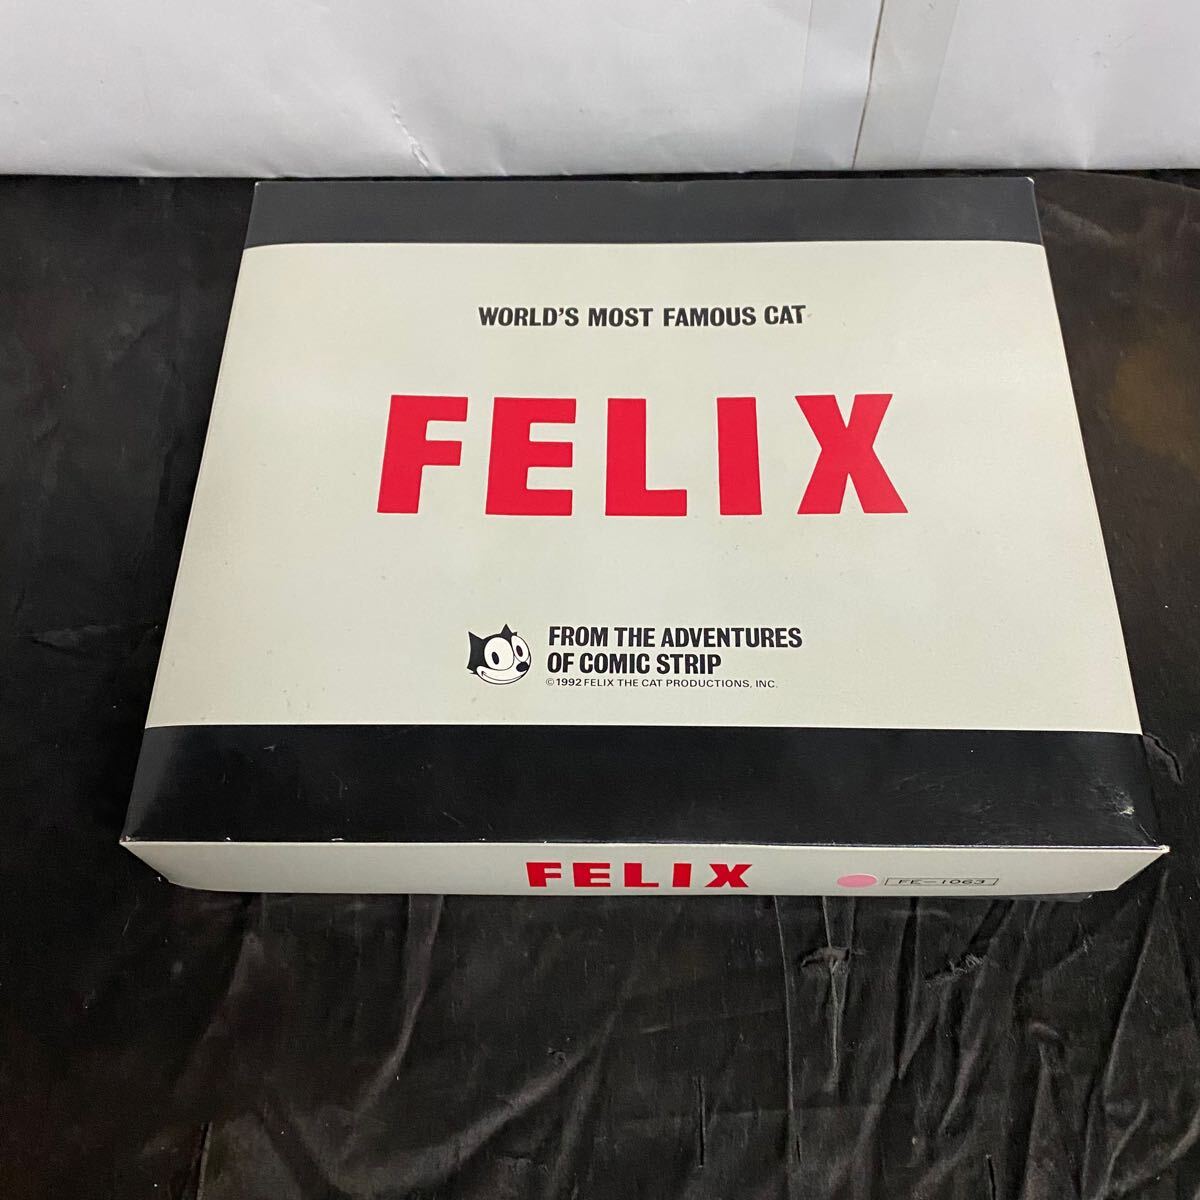 WORLD'S MOST FAMOUS CAT
FELIX
FROM THE ADVENTURES
OF COMIC STRIP
©1992 FELIX THE CAT PRODUCTIONS, INC.
FELIX
FE-1063